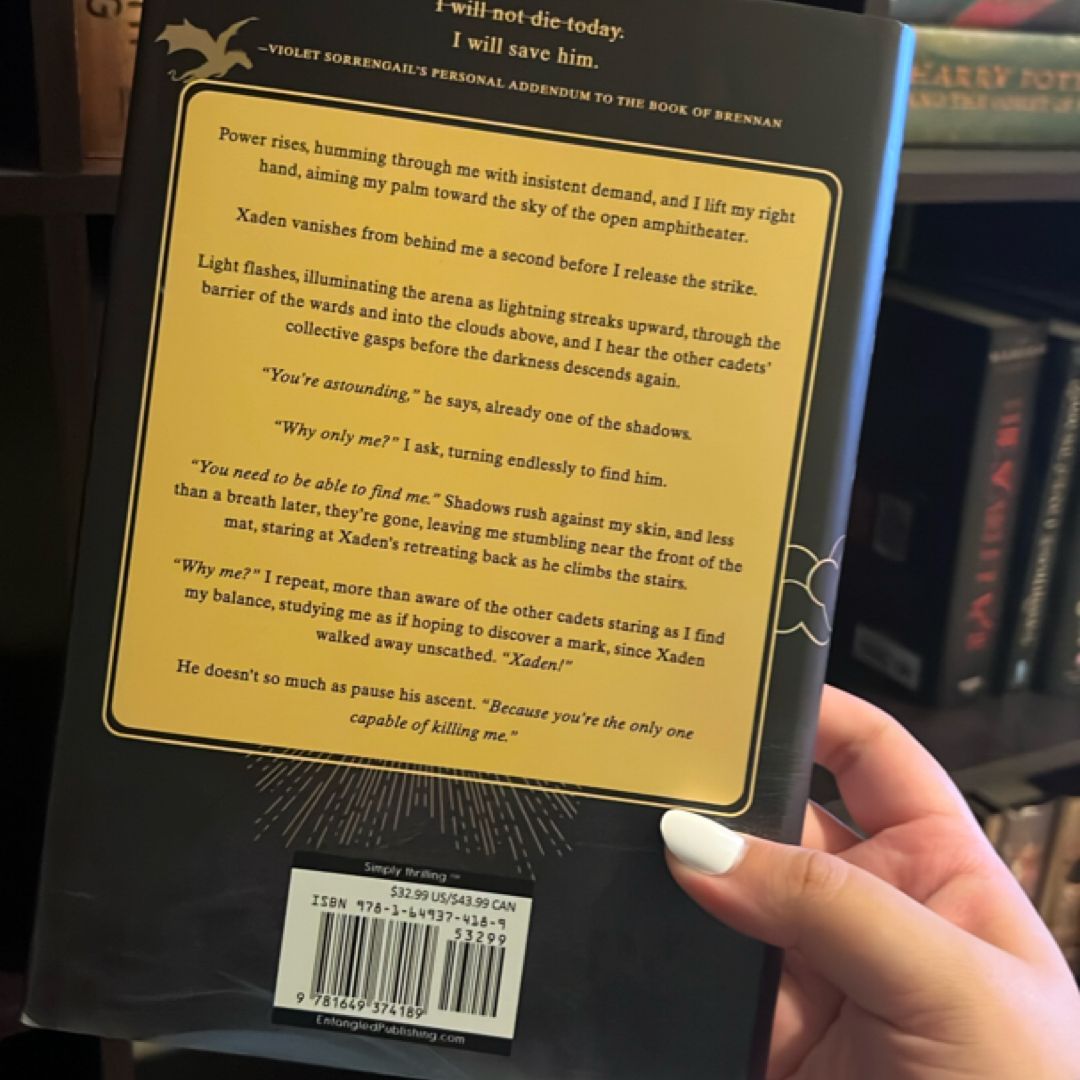 I will not die today.
I will save him.
—VIOLET SORRENGAIL'S PERSONAL ADDENDUM TO THE BOOK OF BRENNAN
Power rises, humming through me with insistent demand, and I lift my right
hand, aiming my palm toward the sky of the open amphitheater.
Xaden vanishes from behind me a second before I release the strike.
Light flashes, illuminating the arena as lightning streaks upward, through the
barrier of the wards and into the clouds above, and I hear the other cadets'
collective gasps before the darkness descends again.
“You're astounding,” he says, already one of the shadows.
“Why only me?” I ask, turning endlessly to find him.
“You need to be able to find me.” Shadows rush against my skin, and less
than a breath later, they're gone, leaving me stumbling near the front of the
mat, staring at Xaden's retreating back as he climbs the stairs.
“Why me?” I repeat, more than aware of the other cadets staring as I find
my balance, studying me as if hoping to discover a mark, since Xaden
walked away unscathed. “Xaden!”
He doesn't so much as pause his ascent. “Because you're the only one
capable of killing me.”
Simply thrilling ™
$32.99 US/$43.99 CAN
ISBN 978-1-64937-418-9
53299
9 781649 374189
EntangledPublishing.com
HARRY POTT
AND THE